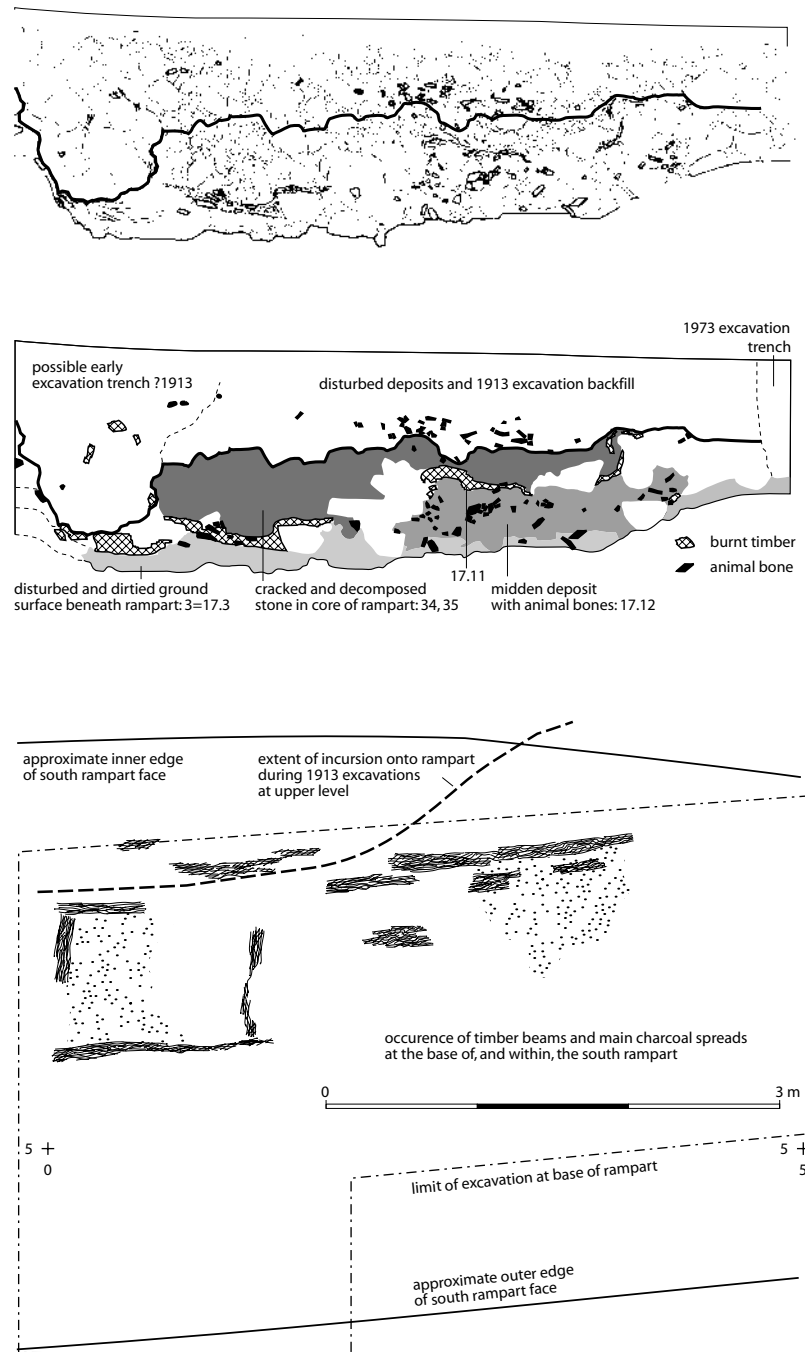 1973 excavation
trench
possible early
excavation trench ?1913
disturbed deposits and 1913 excavation backfill
burnt timber
animal bone
17.11
disturbed and dirtied ground
surface beneath rampart: 3=17.3
cracked and decomposed
stone in core of rampart: 34, 35
midden deposit
with animal bones: 17.12
approximate inner edge
of south rampart face
extent of incursion onto rampart
during 1913 excavations
at upper level
occurence of timber beams and main charcoal spreads
at the base of, and within, the south rampart
0
3 m
5
0
5
5
limit of excavation at base of rampart
approximate outer edge
of south rampart face